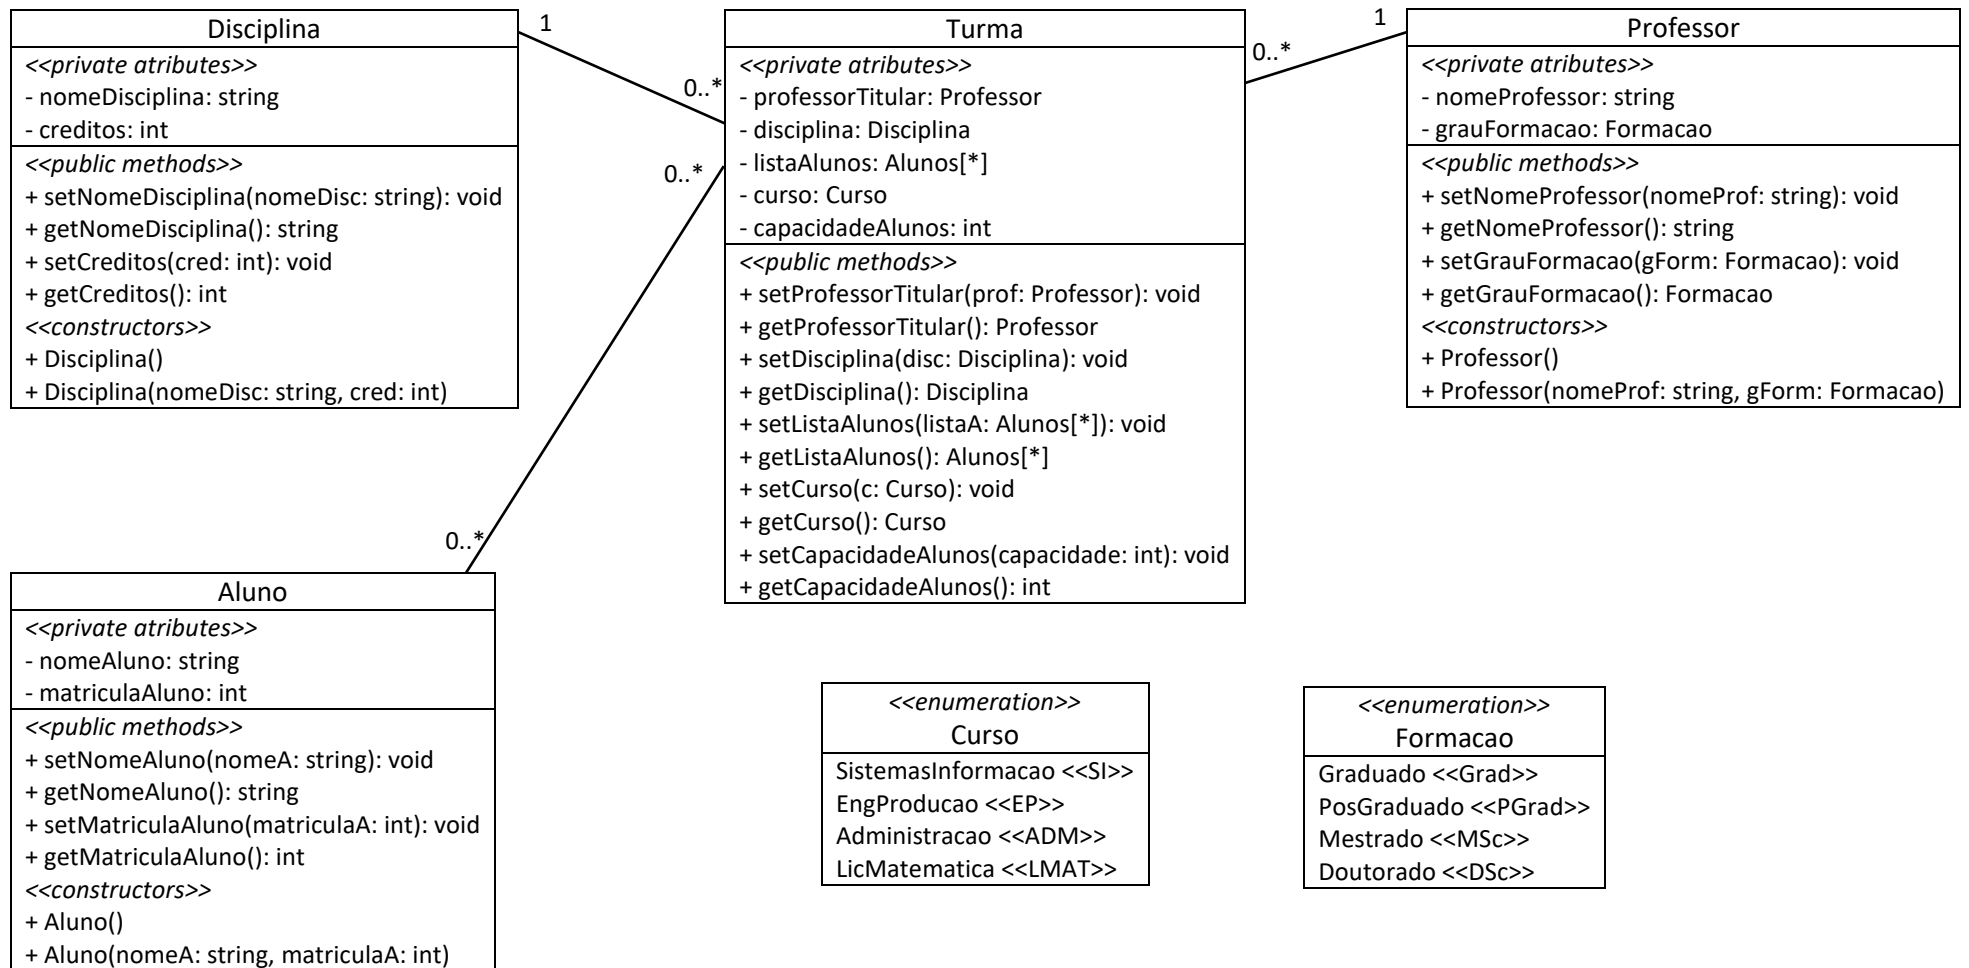 Disciplina
<<private atributes>>
- nomeDisciplina: string
- creditos: int
<<public methods>>
+ setNomeDisciplina(nomeDisc: string): void
+ getNomeDisciplina(): string
+ setCreditos(cred: int): void
+ getCreditos(): int
<<constructors>>
+ Disciplina()
+ Disciplina(nomeDisc: string, cred: int)
1
0..*
Turma
<<private atributes>>
- professorTitular: Professor
- disciplina: Disciplina
- listaAlunos: Alunos[*]
- curso: Curso
- capacidadeAlunos: int
<<public methods>>
+ setProfessorTitular(prof: Professor): void
+ getProfessorTitular(): Professor
+ setDisciplina(disc: Disciplina): void
+ getDisciplina(): Disciplina
+ setListaAlunos(listaA: Alunos[*]): void
+ getListaAlunos(): Alunos[*]
+ setCurso(c: Curso): void
+ getCurso(): Curso
+ setCapacidadeAlunos(capacidade: int): void
+ getCapacidadeAlunos(): int
0..*
1
Professor
<<private atributes>>
- nomeProfessor: string
- grauFormacao: Formacao
<<public methods>>
+ setNomeProfessor(nomeProf: string): void
+ getNomeProfessor(): string
+ setGrauFormacao(gForm: Formacao): void
+ getGrauFormacao(): Formacao
<<constructors>>
+ Professor()
+ Professor(nomeProf: string, gForm: Formacao)
0..*
0..*
Aluno
<<private atributes>>
- nomeAluno: string
- matriculaAluno: int
<<public methods>>
+ setNomeAluno(nomeA: string): void
+ getNomeAluno(): string
+ setMatriculaAluno(matriculaA: int): void
+ getMatriculaAluno(): int
<<constructors>>
+ Aluno()
+ Aluno(nomeA: string, matriculaA: int)
<<enumeration>>
Curso
SistemasInformacao <<SI>>
EngProducao <<EP>>
Administracao <<ADM>>
LicMatematica <<LMAT>>
<<enumeration>>
Formacao
Graduado <<Grad>>
PosGraduado <<PGrad>>
Mestrado <<MSc>>
Doutorado <<DSc>>